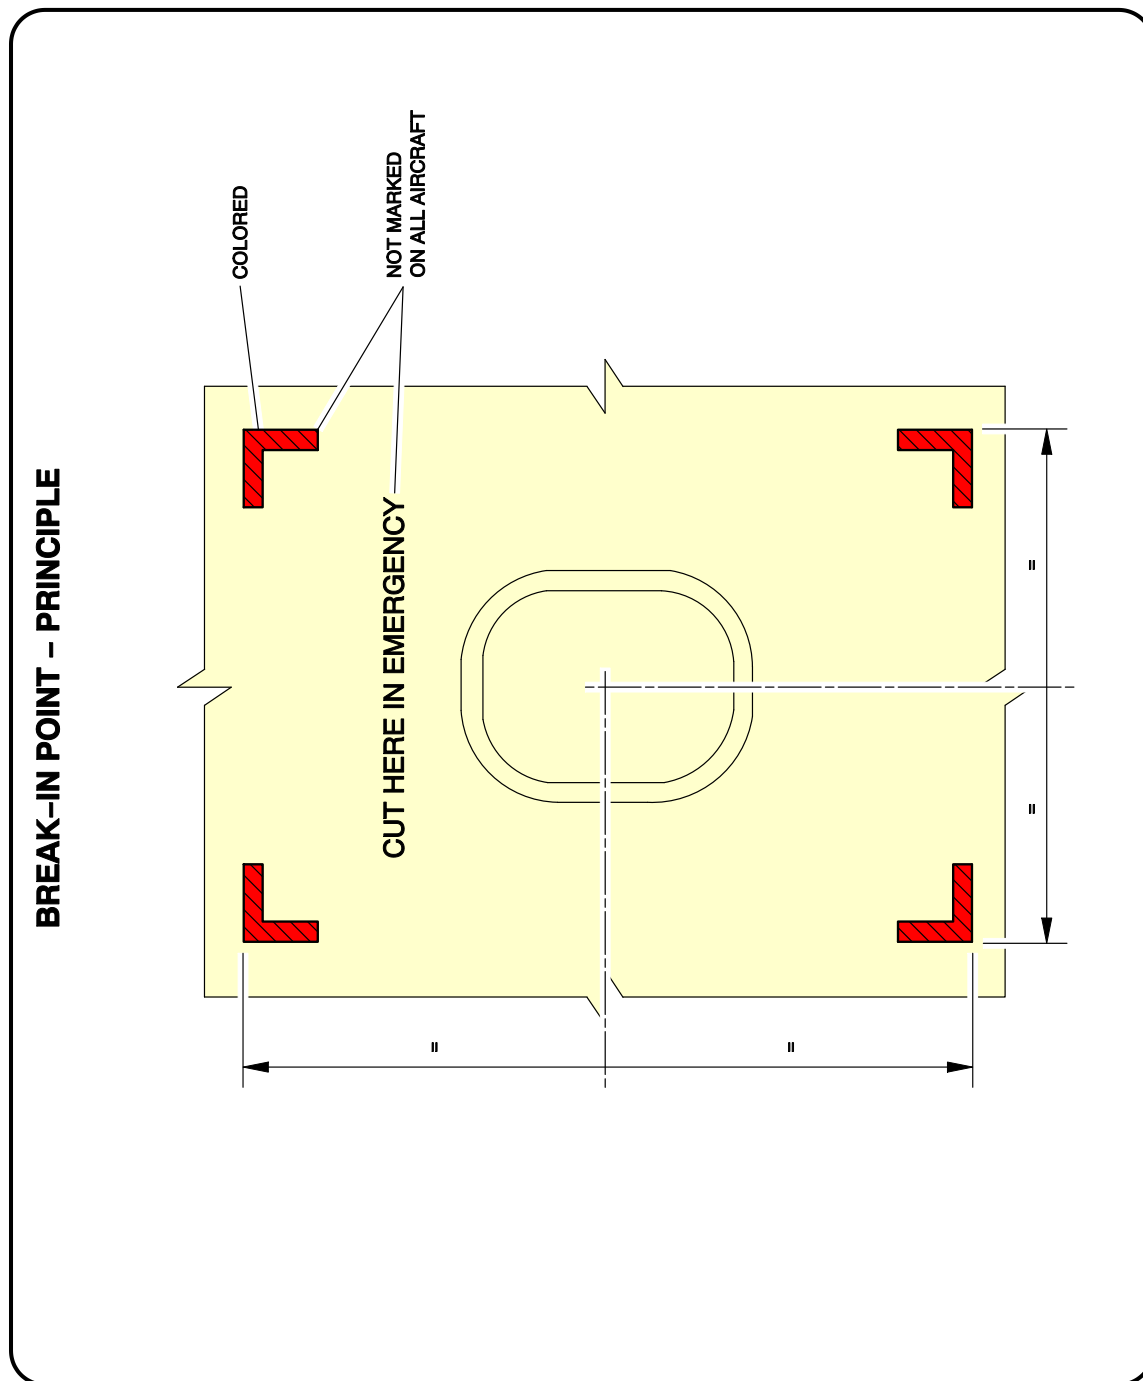 BREAK–IN POINT – PRINCIPLE
COLORED
NOT MARKED
ON ALL AIRCRAFT
CUT HERE IN EMERGENCY
=
=
=
=